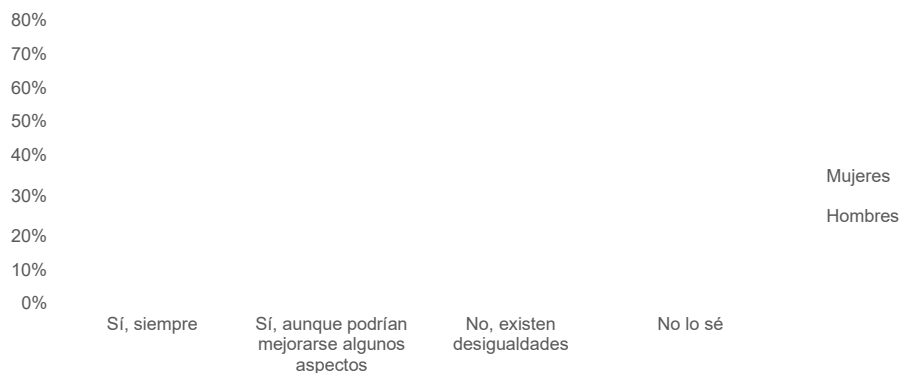 80%
70%
60%
50%
40%
30%
20%
10%
0%
Mujeres
Hombres
Sí, siempre
Sí, aunque podrían
mejorarse algunos
aspectos
No, existen
desigualdades
No lo sé